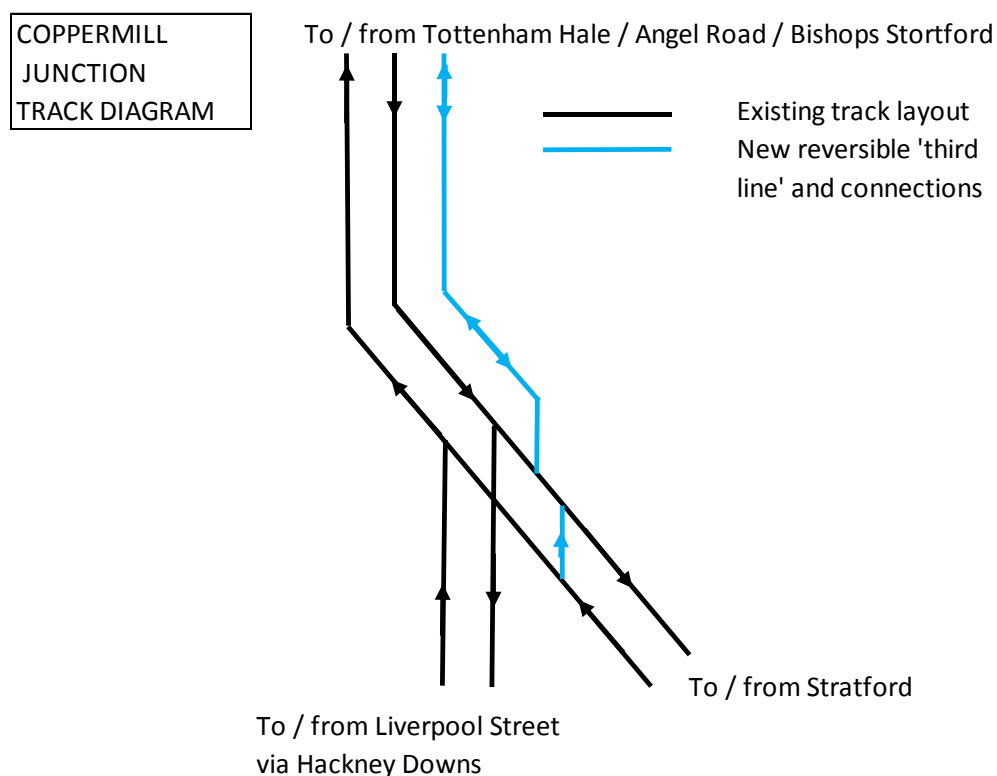 COPPERMILL
JUNCTION
TRACK DIAGRAM
To / from Tottenham Hale / Angel Road / Bishops Stortford
Existing track layout
New reversible 'third
line' and connections
To / from Stratford
To / from Liverpool Street
via Hackney Downs